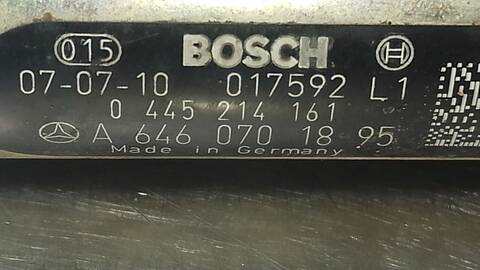 015 BOSCH
07-07-10 017592 L1
0 445 214 161
A 646 070 18 95
Made in Germany